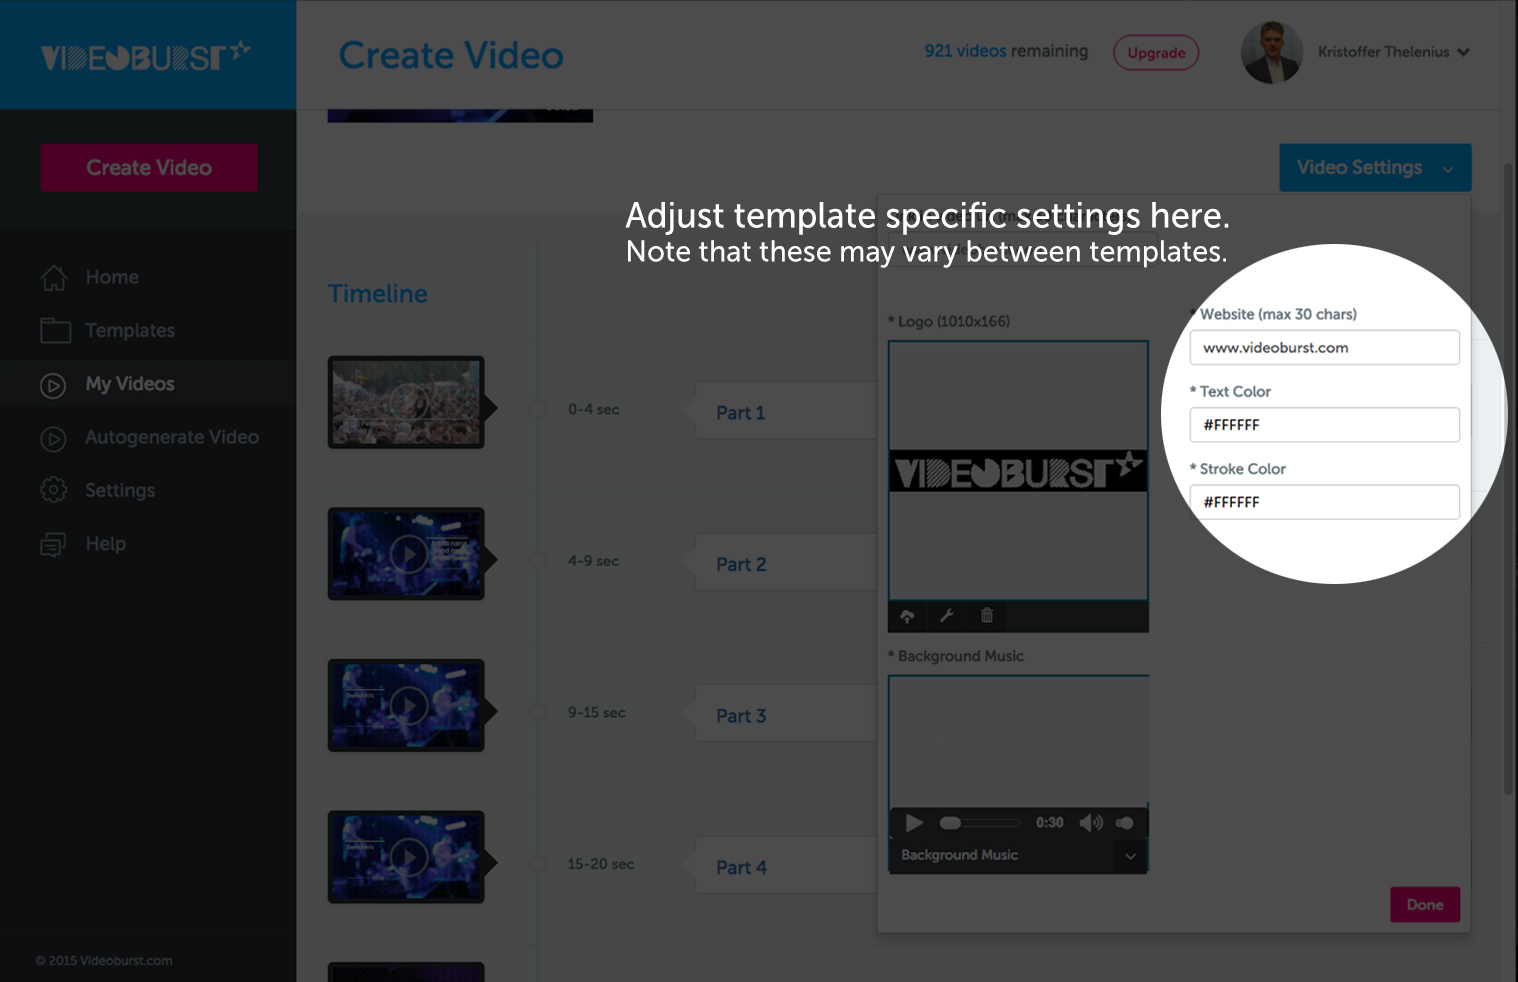 VIDEOBURST
Create Video
921 videos remaining
Upgrade
Kristoffer Thelenius
Create Video
Video Settings
Adjust template specific settings here.
Note that these may vary between templates.
Home
Templates
My Videos
Autogenerate Video
Settings
Help
© 2015 Videoburst.com
Timeline
0-4 sec
Part 1
4-9 sec
Part 2
9-15 sec
Part 3
15-20 sec
Part 4
* Logo (1010x166)
VIDEOBURST
* Background Music
0:30
Background Music
* Website (max 30 chars)
www.videoburst.com
* Text Color
#FFFFFF
* Stroke Color
#FFFFFF
Done